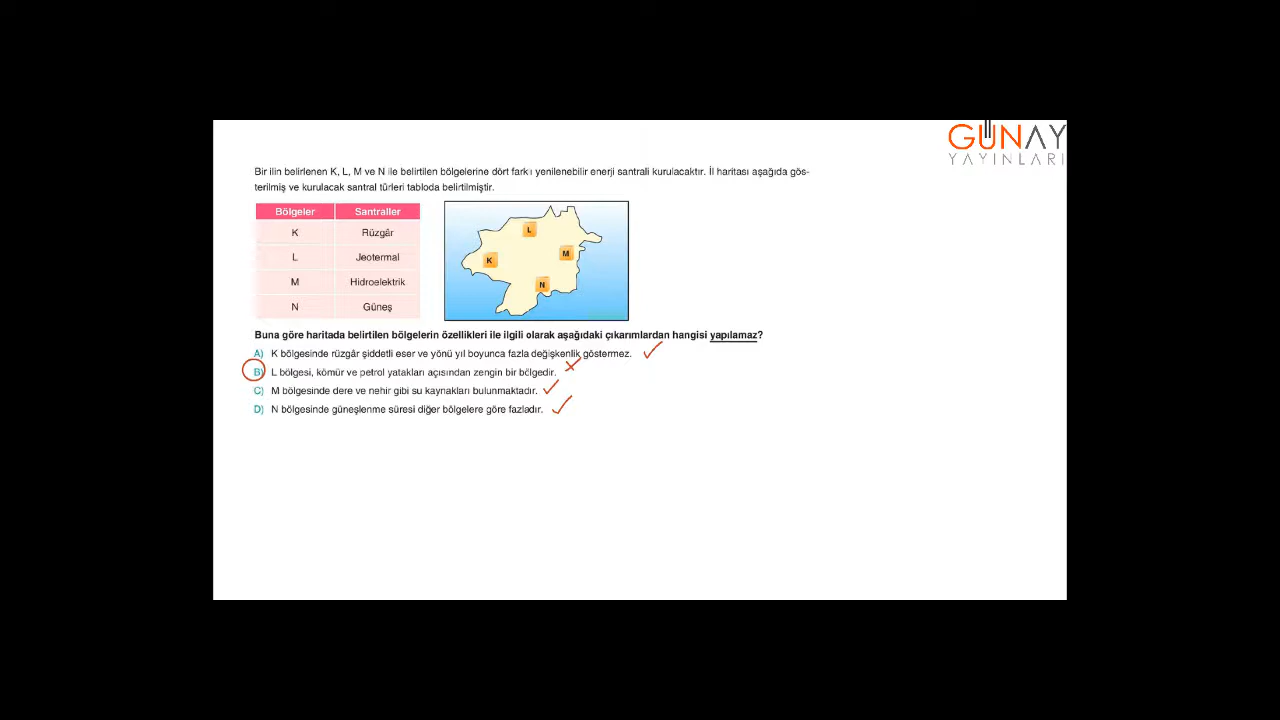 GÜNAY
YAYINLARI
Bir ilin belirlenen K, L, M ve N ile belirtilen bölgelerine dört farkı yenilenebilir enerji santrali kurulacaktır. İl haritası aşağıda gös-
terilmiş ve kurulacak santral türleri tabloda belirtilmiştir.
Bölgeler Santraller
K Rüzgâr
L Jeotermal
M Hidroelektrik
N Güneş
L
M
K
N
Buna göre haritada belirtilen bölgelerin özellikleri ile ilgili olarak aşağıdaki çıkarımlardan hangisi yapılamaz?
A) K bölgesinde rüzgâr şiddetli eser ve yönü yıl boyunca fazla değişkenlik göstermez.
B) L bölgesi, kömür ve petrol yatakları açısından zengin bir bölgedir.
C) M bölgesinde dere ve nehir gibi su kaynakları bulunmaktadır.
D) N bölgesinde güneşlenme süresi diğer bölgelere göre fazladır.